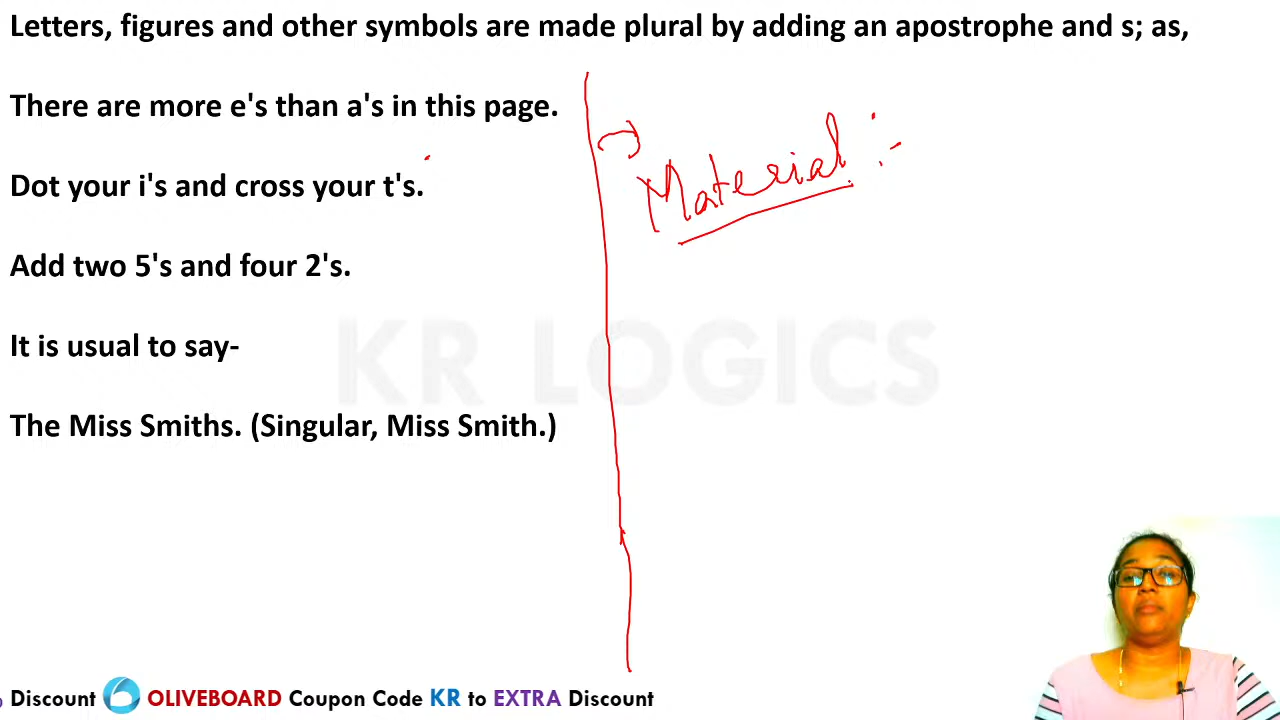 Letters, figures and other symbols are made plural by adding an apostrophe and s; as,
There are more e's than a's in this page.
Dot your i's and cross your t's.
Add two 5's and four 2's.
It is usual to say-
The Miss Smiths. (Singular, Miss Smith.)
Material :-
KR LOGICS
Discount OLIVEBOARD Coupon Code KR to EXTRA Discount